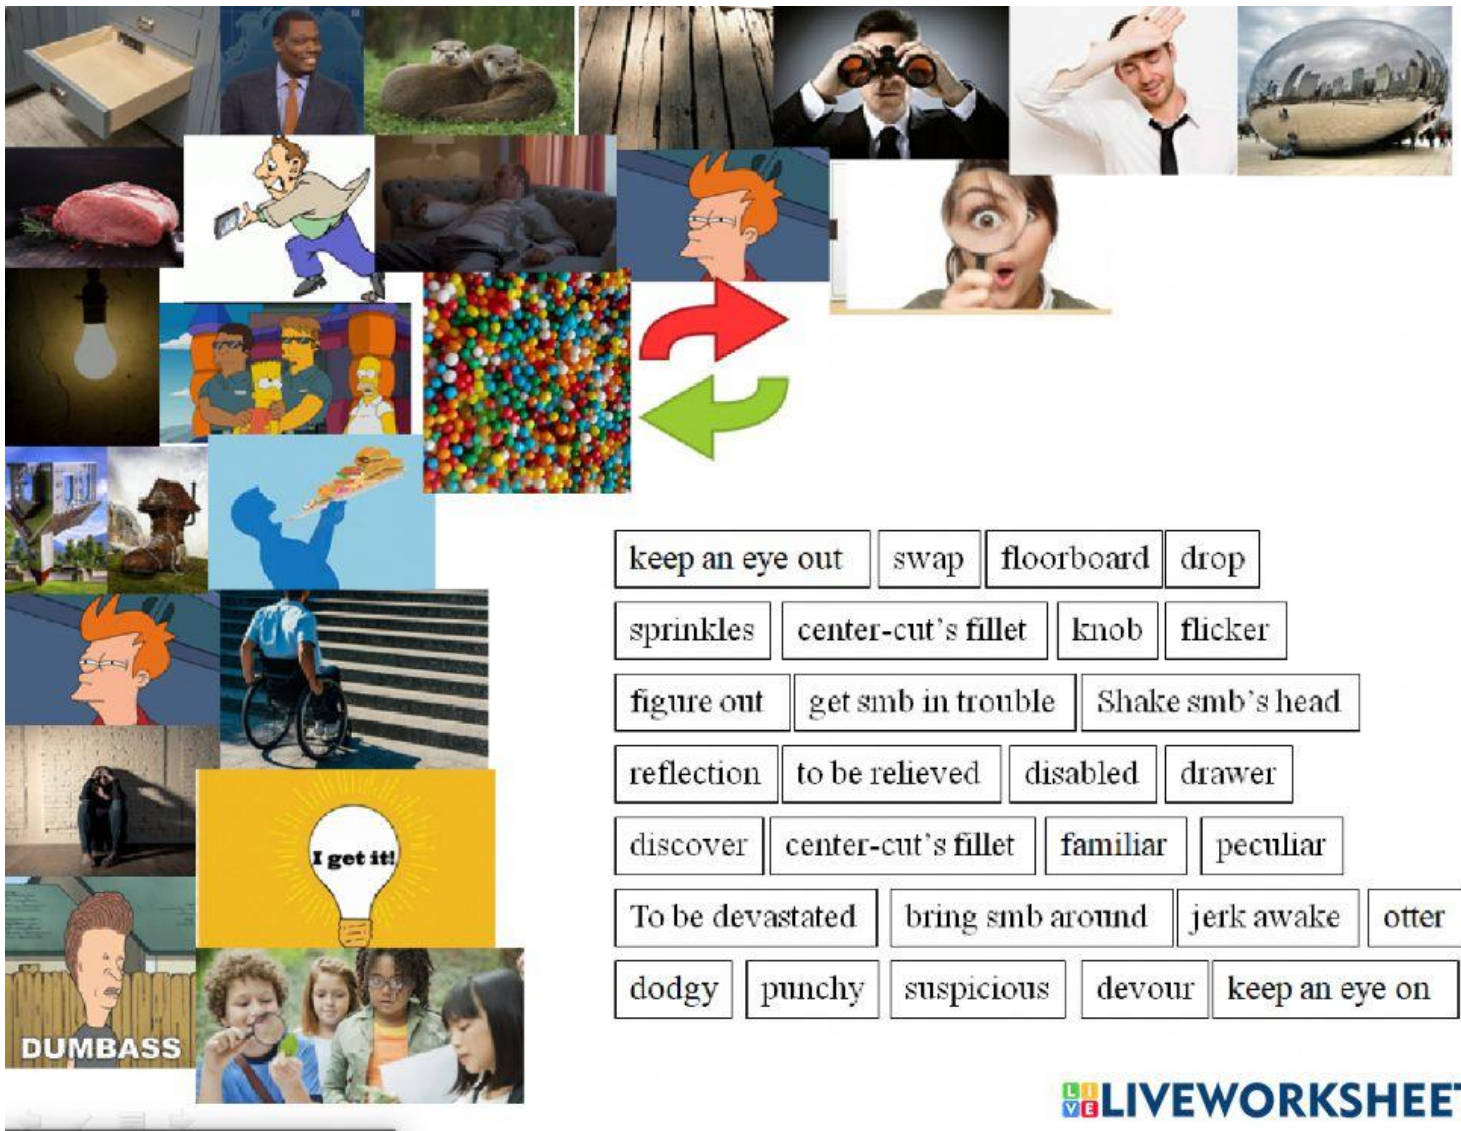 keep an eye out swap floorboard drop
sprinkles center-cut's fillet knob flicker
figure out get smb in trouble Shake smb's head
reflection to be relieved disabled drawer
discover center-cut's fillet familiar peculiar
To be devastated bring smb around jerk awake otter
dodgy punchy suspicious devour keep an eye on
I get it!
DUMBASS
LIVE LIVEWORKSHEET